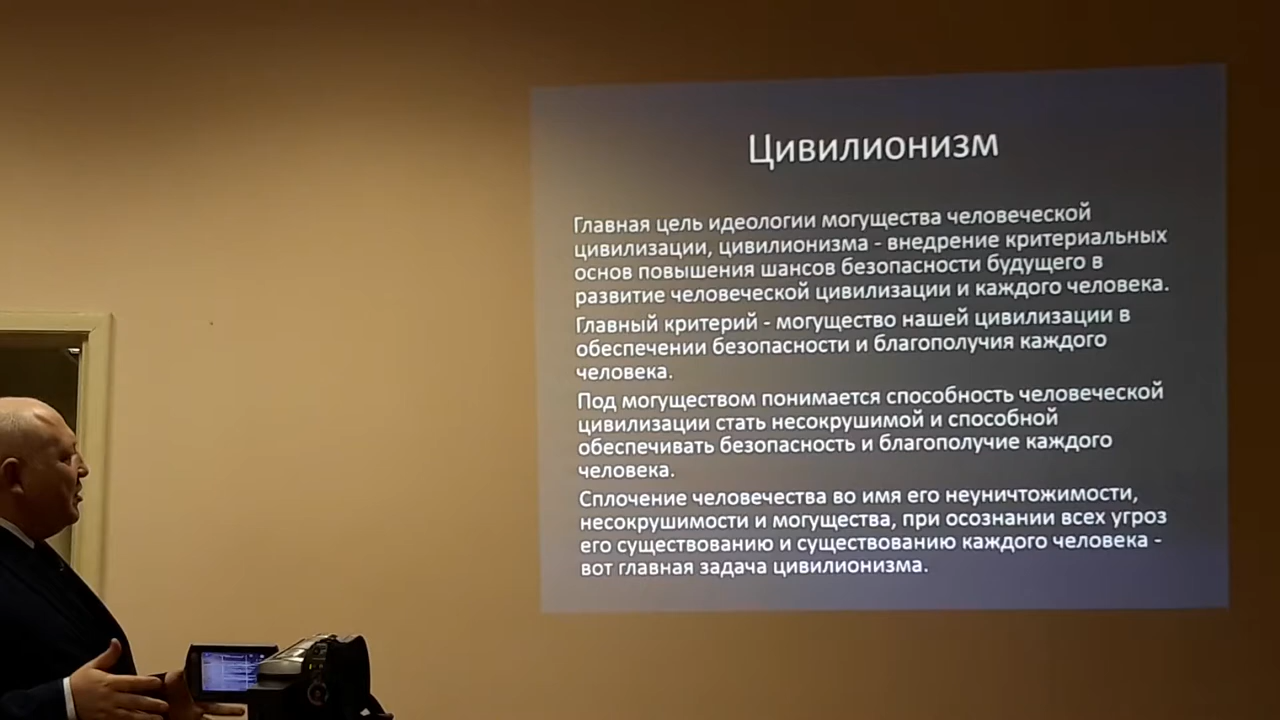 Цивилионизм
Главная цель идеологии могущества человеческой
цивилизации, цивилионизма - внедрение критериальных
основ повышения шансов безопасности будущего в
развитие человеческой цивилизации и каждого человека.
Главный критерий - могущество нашей цивилизации в
обеспечении безопасности и благополучия каждого
человека.
Под могуществом понимается способность человеческой
цивилизации стать несокрушимой и способной
обеспечивать безопасность и благополучие каждого
человека.
Сплочение человечества во имя его неуничтожимости,
несокрушимости и могущества, при осознании всех угроз
его существованию и существованию каждого человека -
вот главная задача цивилионизма.